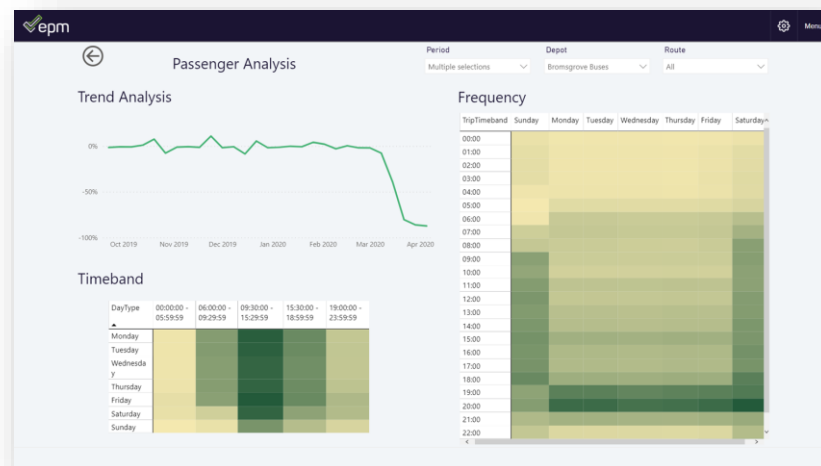 epm
Menu
Period Depot Route
Multiple selections Bromsgrove Buses All
Passenger Analysis
Trend Analysis
0%
-50%
-100%
Oct 2019 Nov 2019 Dec 2019 Jan 2020 Feb 2020 Mar 2020 Apr 2020
Timeband
DayType 00:00:00 - 05:59:59 06:00:00 - 09:29:59 09:30:00 - 15:29:59 15:30:00 - 18:59:59 19:00:00 - 23:59:59
Monday
Tuesday
Wednesda
y
Thursday
Friday
Saturday
Sunday
Frequency
TripTimeband Sunday Monday Tuesday Wednesday Thursday Friday Saturday
00:00
01:00
02:00
03:00
04:00
05:00
06:00
07:00
08:00
09:00
10:00
11:00
12:00
13:00
14:00
15:00
16:00
17:00
18:00
19:00
20:00
21:00
22:00